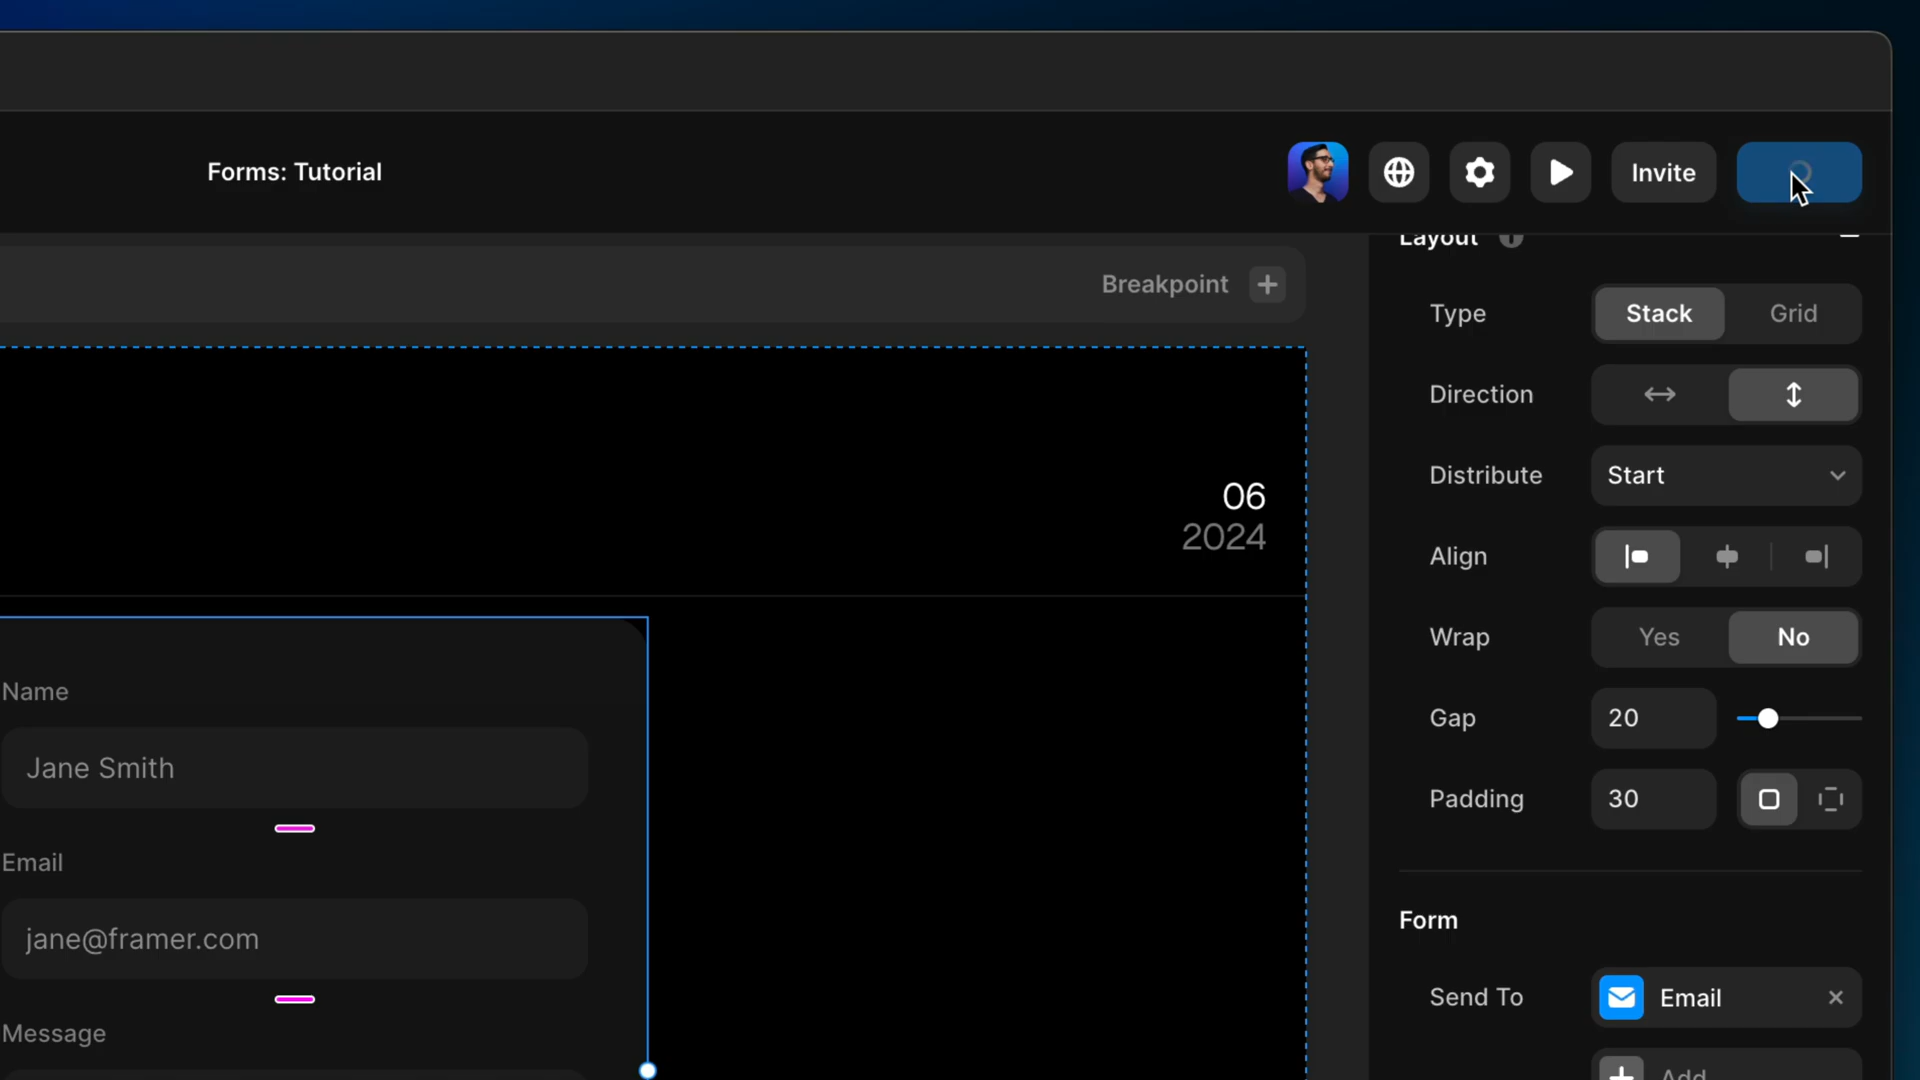 Forms: Tutorial
Invite
Breakpoint
Layout
Type
Stack
Grid
Direction
Distribute
Start
Align
Wrap
Yes
No
Gap
20
Padding
30
Form
Send To
Email
Add
06
2024
Name
Jane Smith
Email
jane@framer.com
Message